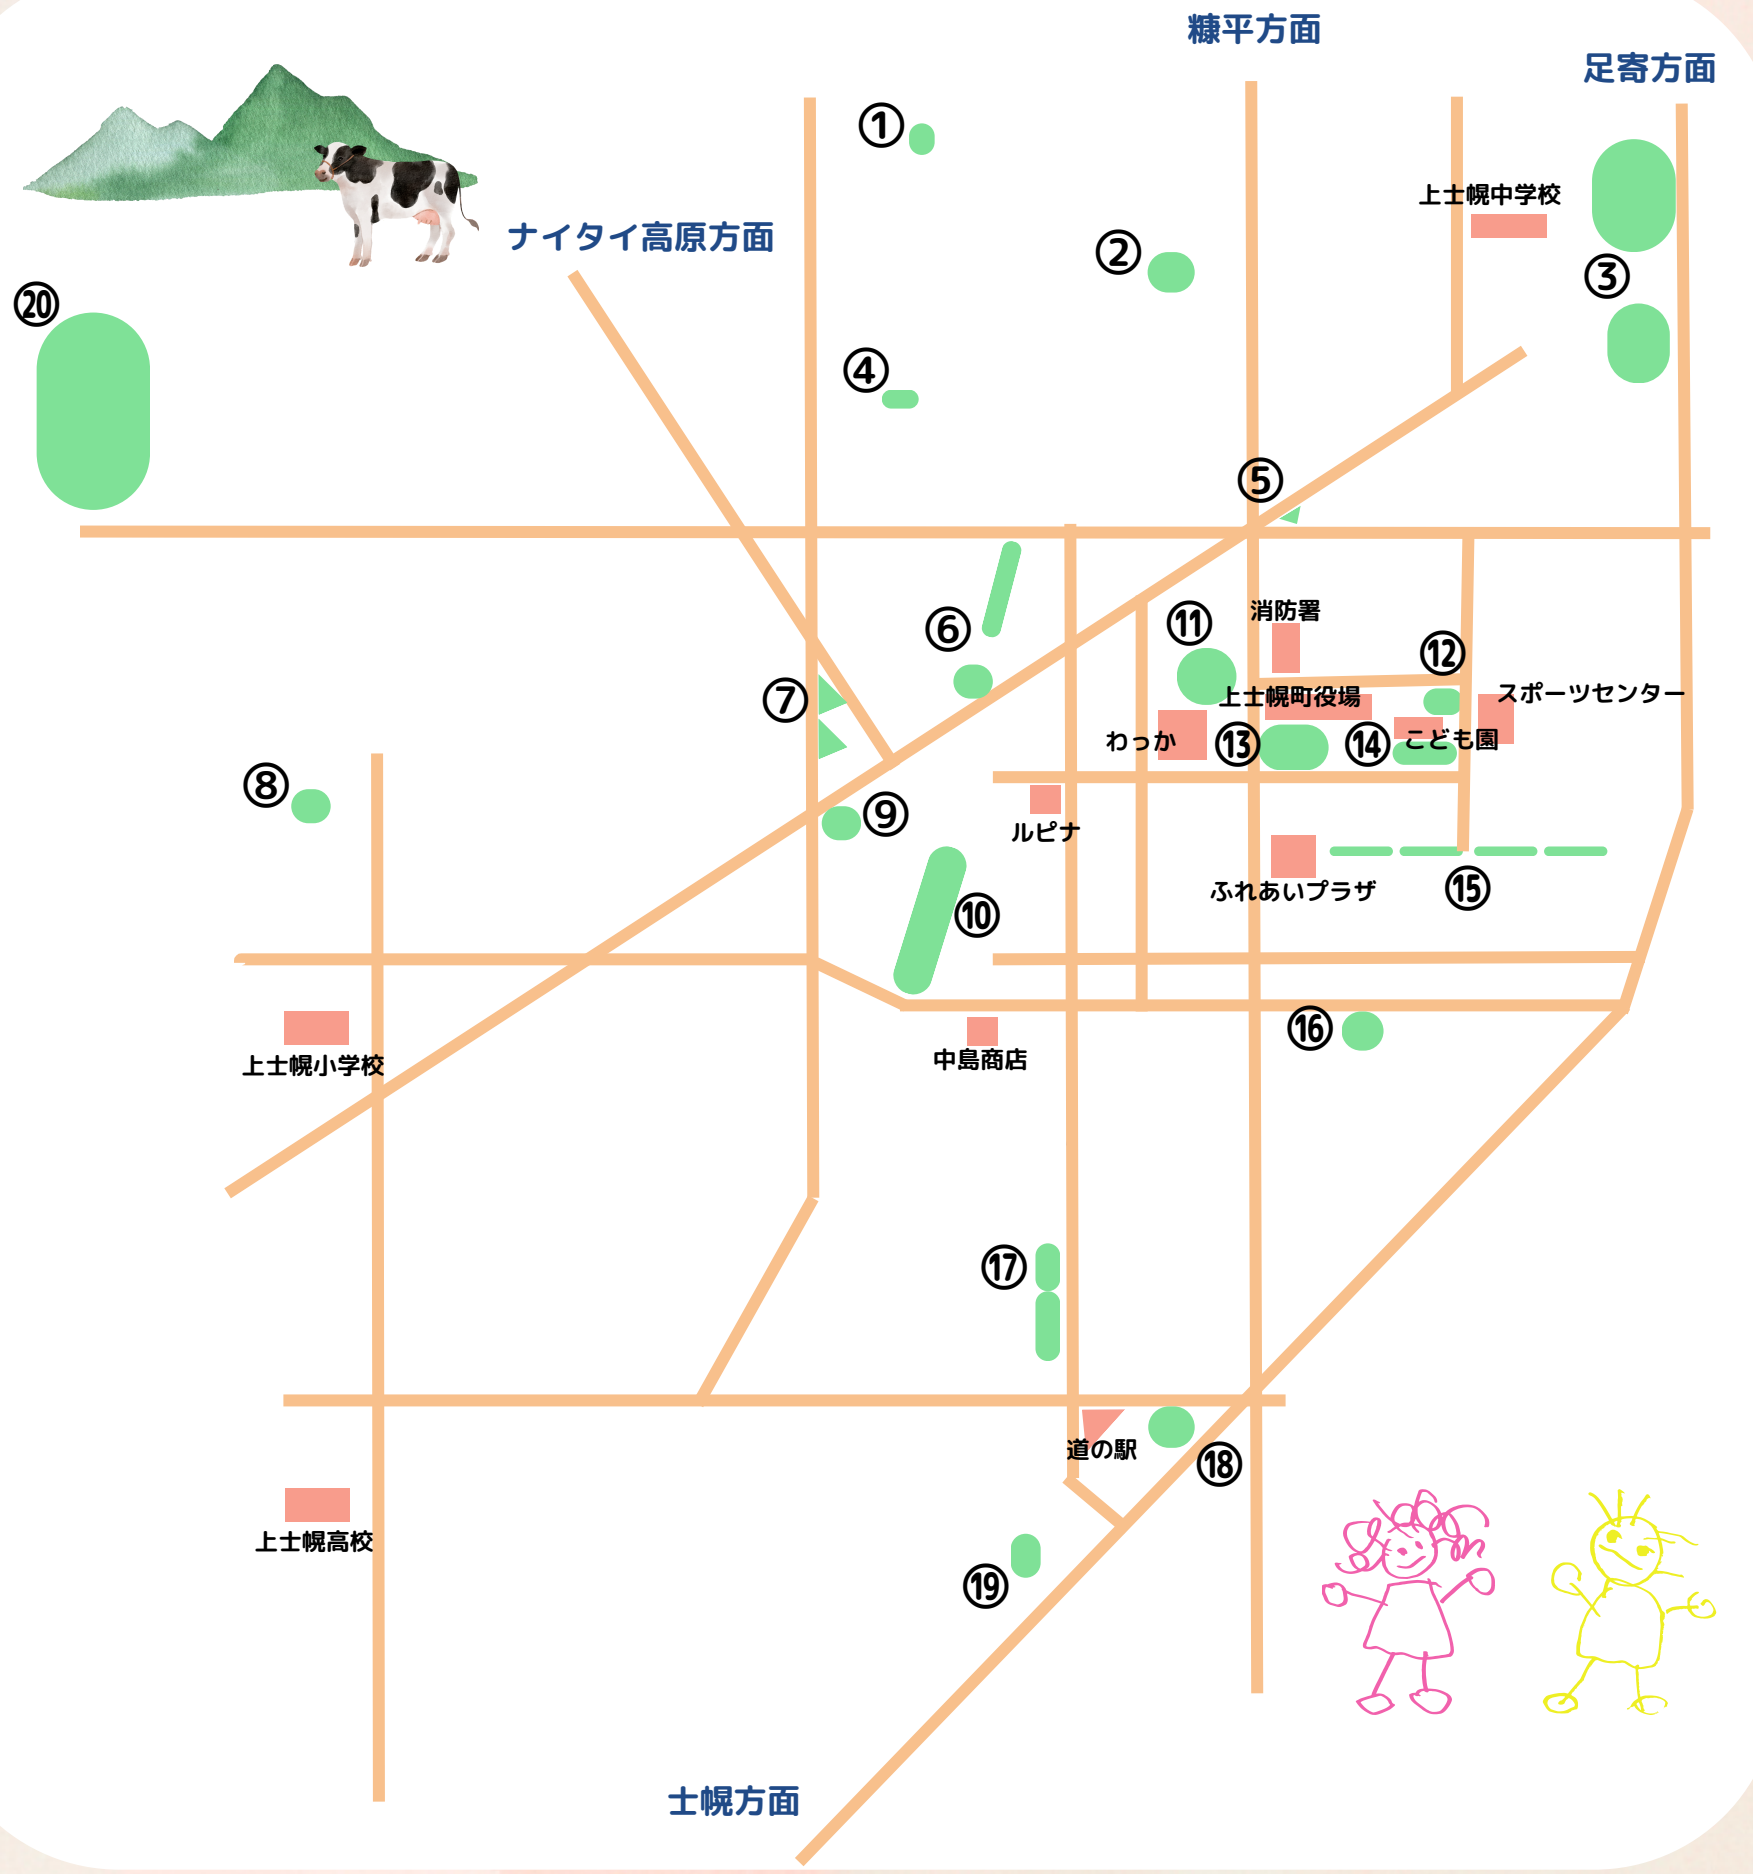 糠平方面
足寄方面
①
上士幌中学校
ナイタイ高原方面
②
③
⑳
④
⑤
⑥
⑪
消防署
⑫
⑦
上士幌町役場
スポーツセンター
わっか
⑬
⑭
こども園
⑧
⑨
ルピナ
ふれあいプラザ
⑮
⑩
上士幌小学校
中島商店
⑯
⑰
道の駅
⑱
上士幌高校
⑲
士幌方面